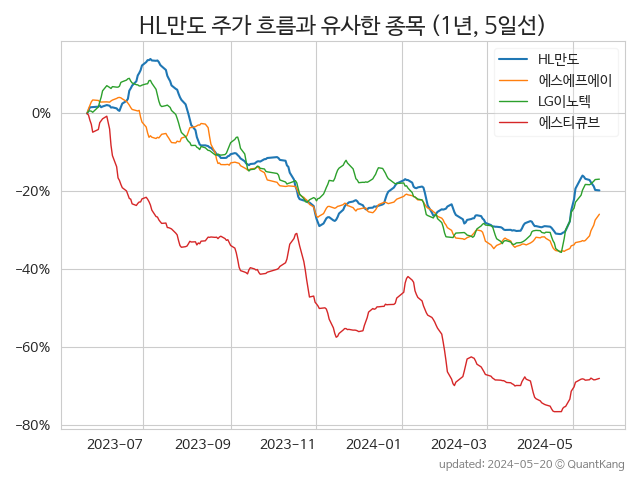 HL만도 주가 흐름과 유사한 종목 (1년, 5일선)
HL만도
에스에프에이
LG이노텍
에스티큐브
0%
−20%
−40%
−60%
−80%
2023-07
2023-09
2023-11
2024-01
2024-03
2024-05
updated: 2024-05-20 © QuantKang